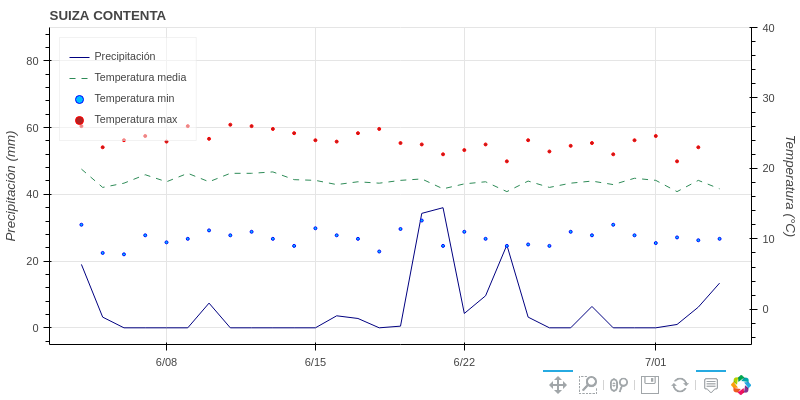 SUIZA CONTENTA
Precipitación
Temperatura media
Temperatura min
Temperatura max
Precipitación (mm)
80
60
40
20
0
40
30
20
10
0
Temperatura (°C)
6/08
6/15
6/22
7/01